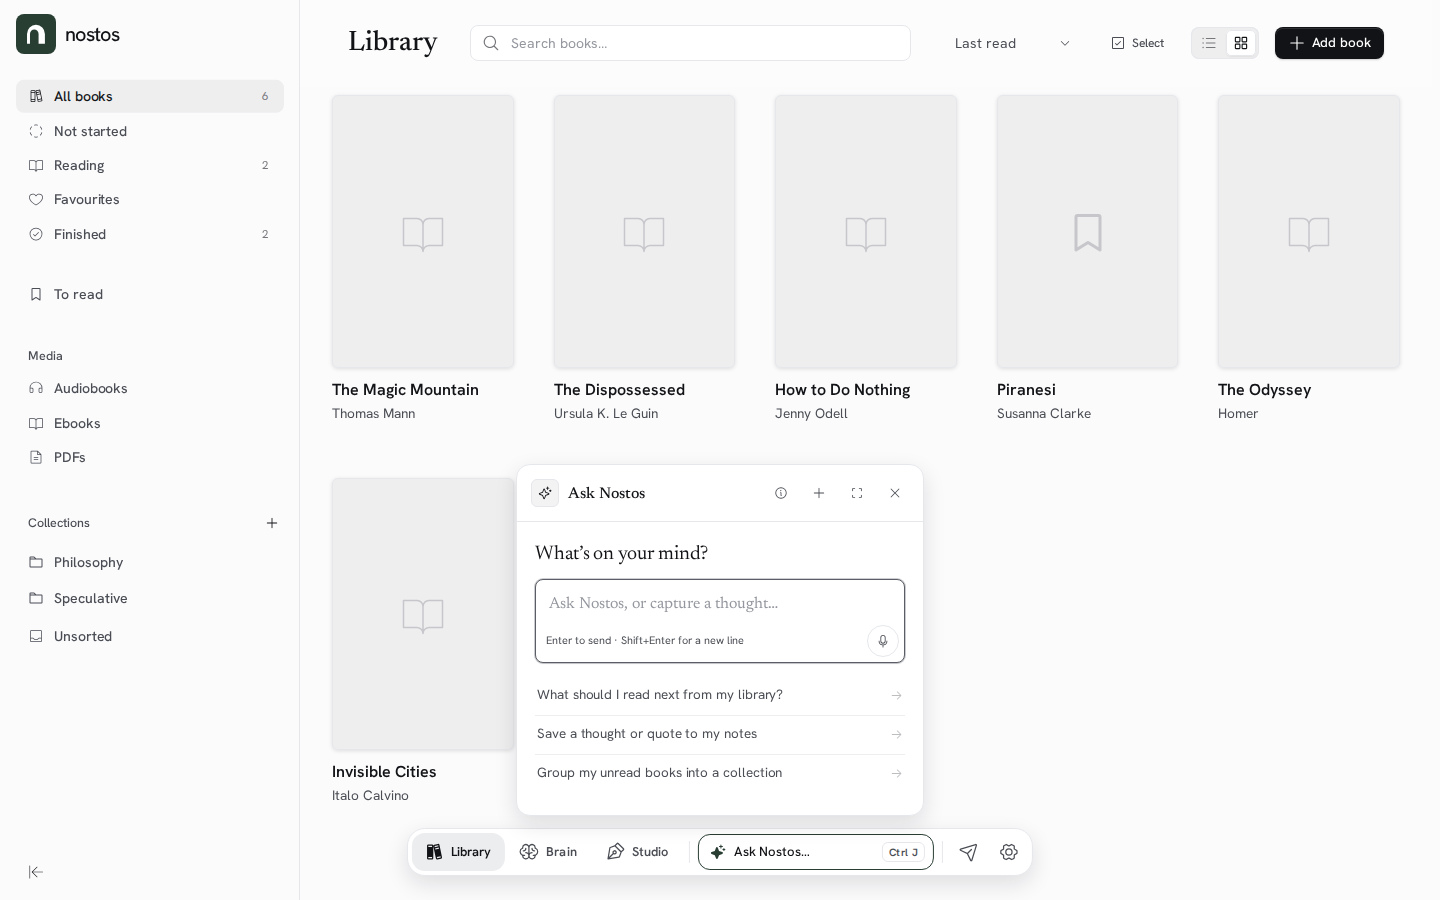 nostos
All books 6
Not started
Reading 2
Favourites
Finished 2
To read
Media
Audiobooks
Ebooks
PDFs
Collections
Philosophy
Speculative
Unsorted
Library
Search books...
Last read
Select
Add book
The Magic Mountain
Thomas Mann
The Dispossessed
Ursula K. Le Guin
How to Do Nothing
Jenny Odell
Piranesi
Susanna Clarke
The Odyssey
Homer
Invisible Cities
Italo Calvino
Ask Nostos
What's on your mind?
Ask Nostos, or capture a thought...
Enter to send · Shift+Enter for a new line
What should I read next from my library?
Save a thought or quote to my notes
Group my unread books into a collection
Library
Brain
Studio
Ask Nostos...
Ctrl J